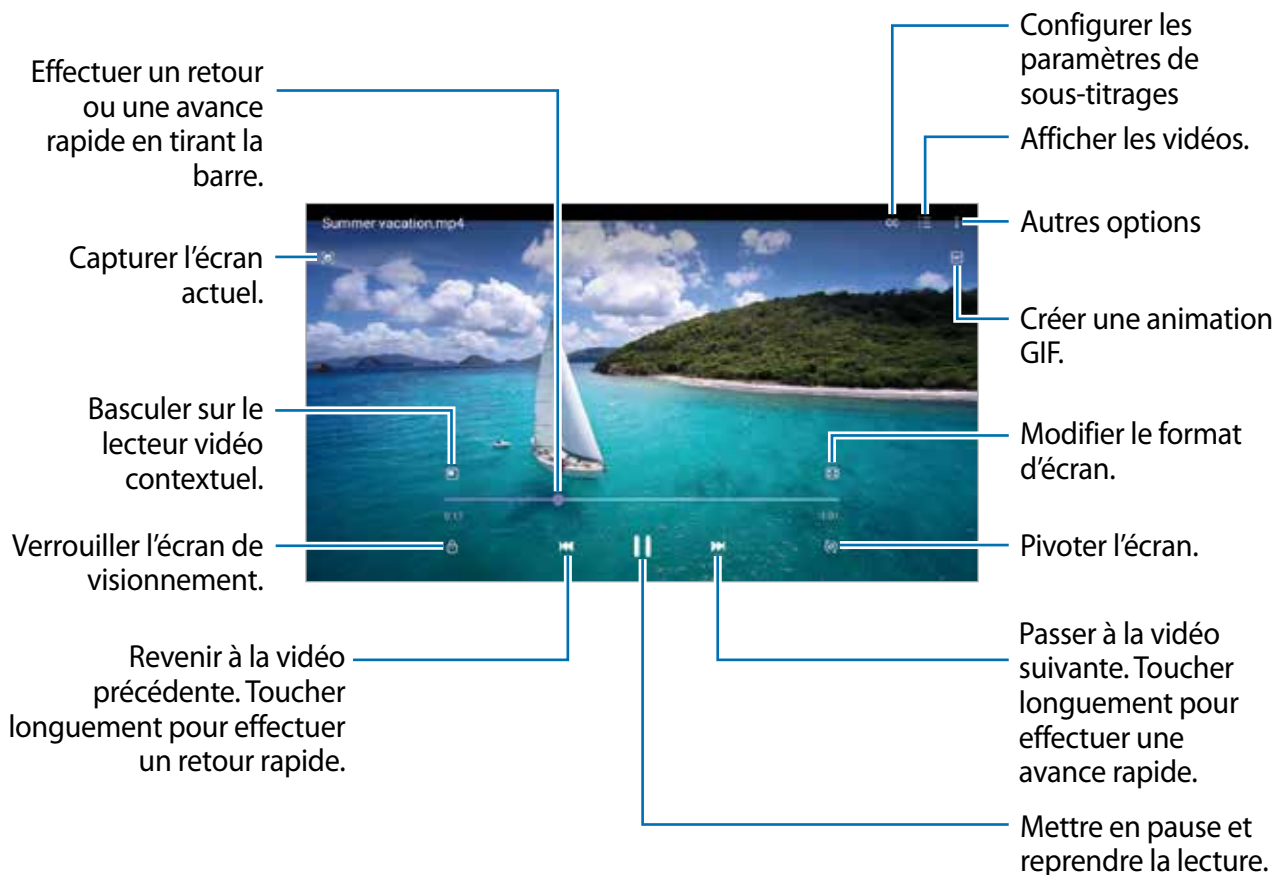 Effectuer un retour
ou une avance
rapide en tirant la
barre.
Capturer l’écran
actuel.
Basculer sur le
lecteur vidéo
contextuel.
Verrouiller l’écran de
visionnement.
Revenir à la vidéo
précédente. Toucher
longuement pour effectuer
un retour rapide.
Summer vacation.mp4
0:17
Configurer les
paramètres de
sous-titrages
Afficher les vidéos.
Autres options
Créer une animation
GIF.
Modifier le format
d’écran.
Pivoter l’écran.
Passer à la vidéo
suivante. Toucher
longuement pour
effectuer une
avance rapide.
Mettre en pause et
reprendre la lecture.